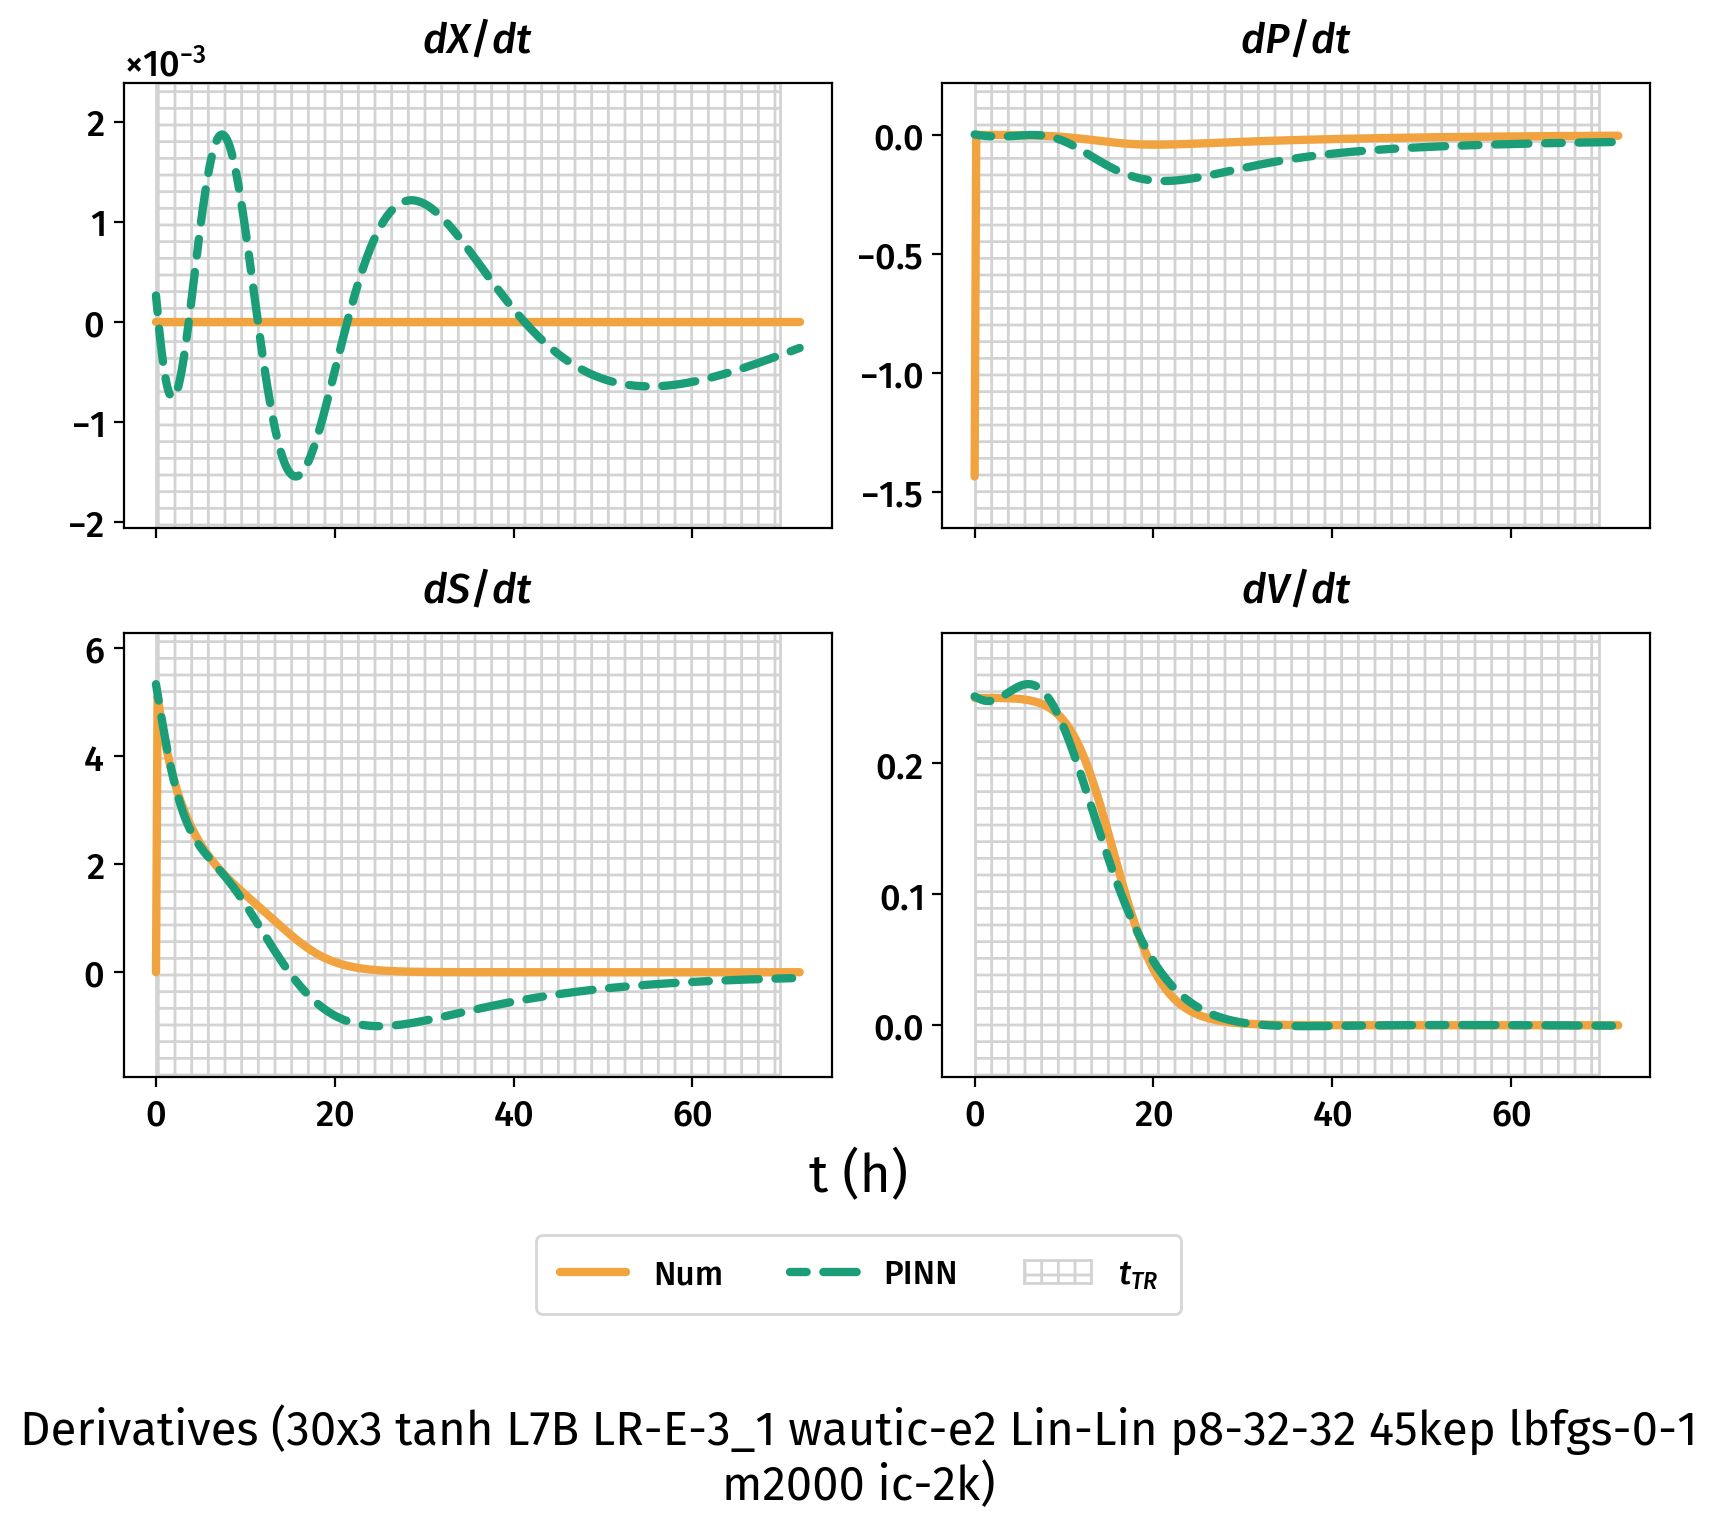 dX/dt
dP/dt
×10⁻³
2
1
0
−1
−2
0.0
−0.5
−1.0
−1.5
dS/dt
dV/dt
6
4
2
0
0.2
0.1
0.0
0 20 40 60
0 20 40 60
t (h)
Num PINN t_TR
Derivatives (30x3 tanh L7B LR-E-3_1 wautic-e2 Lin-Lin p8-32-32 45kep lbfgs-0-1
m2000 ic-2k)